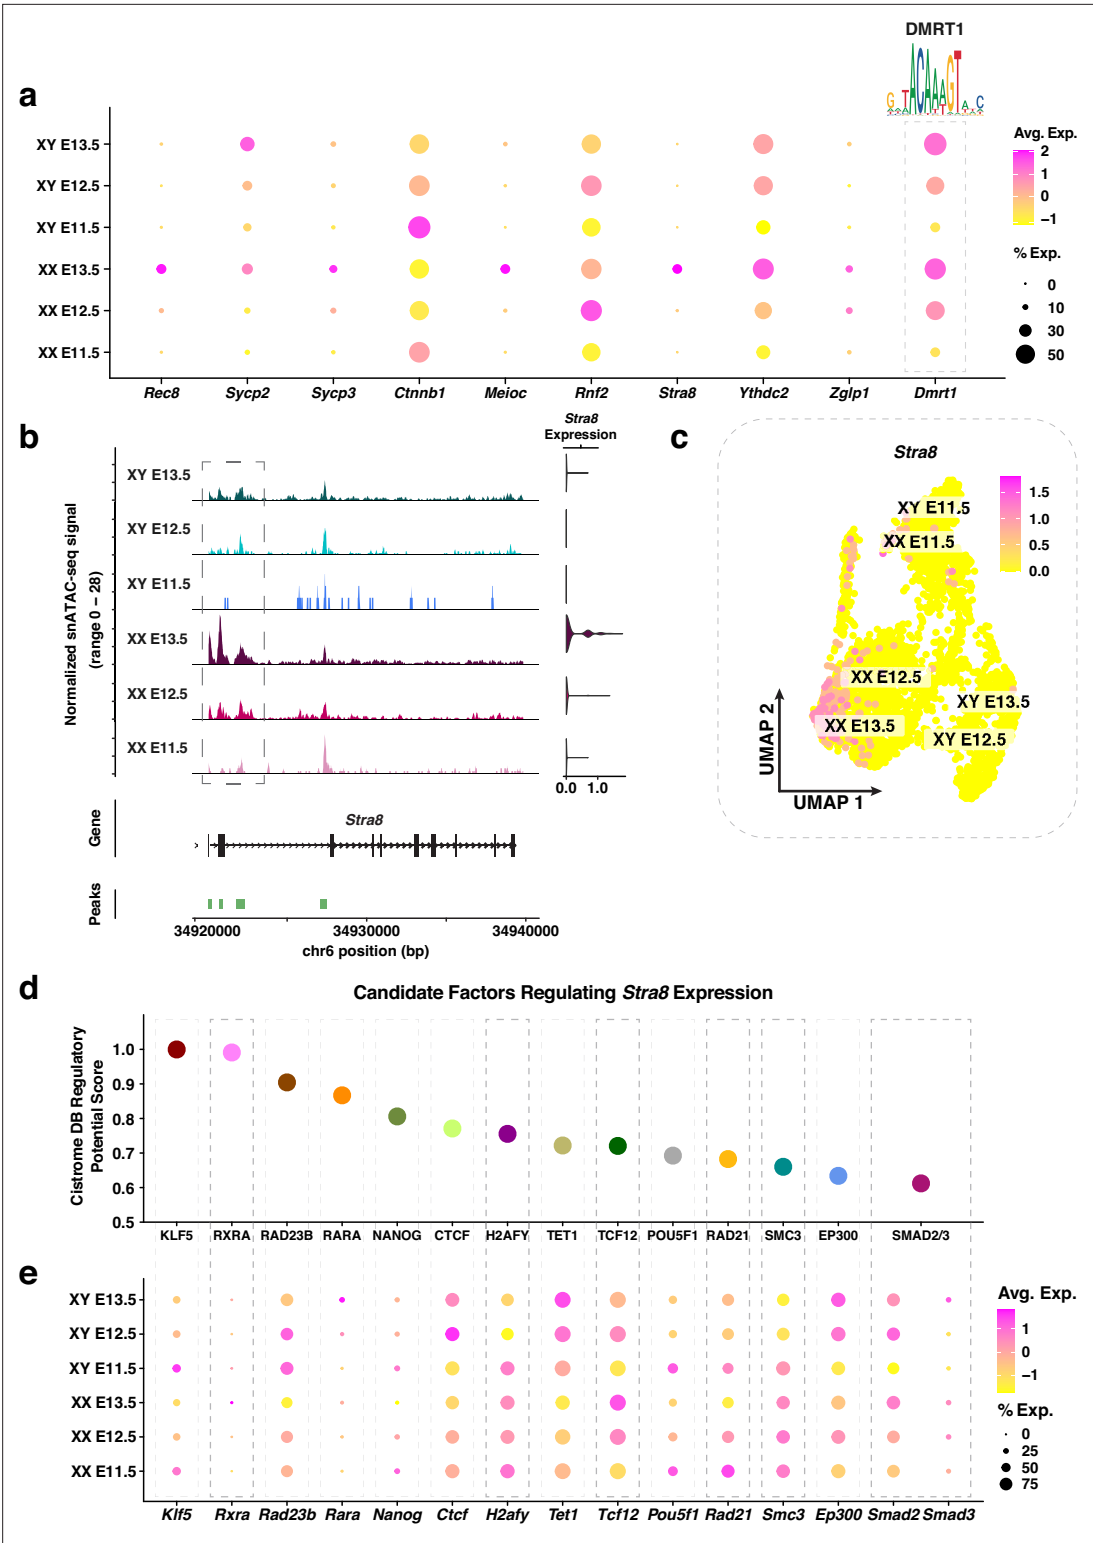 DMRT1
a
GATACAAAGTAAC
Avg. Exp.
2
1
0
−1
% Exp.
0
10
30
50
XY E13.5
XY E12.5
XY E11.5
XX E13.5
XX E12.5
XX E11.5
Rec8 Sycp2 Sycp3 Ctnnb1 Meioc Rnf2 Stra8 Ythdc2 Zglp1 Dmrt1
b
Normalized snATAC-seq signal
(range 0 – 28)
Stra8
Expression
XY E13.5
XY E12.5
XY E11.5
XX E13.5
XX E12.5
XX E11.5
0.0 1.0
Gene
Stra8
Peaks
34920000 34930000 34940000
chr6 position (bp)
c
Stra8
1.5
1.0
0.5
0.0
XY E11.5
XX E11.5
XX E12.5
XY E13.5
XX E13.5
XY E12.5
UMAP 2
UMAP 1
d
Candidate Factors Regulating Stra8 Expression
Cistrome DB Regulatory
Potential Score
1.0
0.9
0.8
0.7
0.6
0.5
KLF5 RXRA RAD23B RARA NANOG CTCF H2AFY TET1 TCF12 POU5F1 RAD21 SMC3 EP300 SMAD2/3
e
XY E13.5
XY E12.5
XY E11.5
XX E13.5
XX E12.5
XX E11.5
Klf5 Rxra Rad23b Rara Nanog Ctcf H2afy Tet1 Tcf12 Pou5f1 Rad21 Smc3 Ep300 Smad2 Smad3
Avg. Exp.
1
0
−1
% Exp.
0
25
50
75